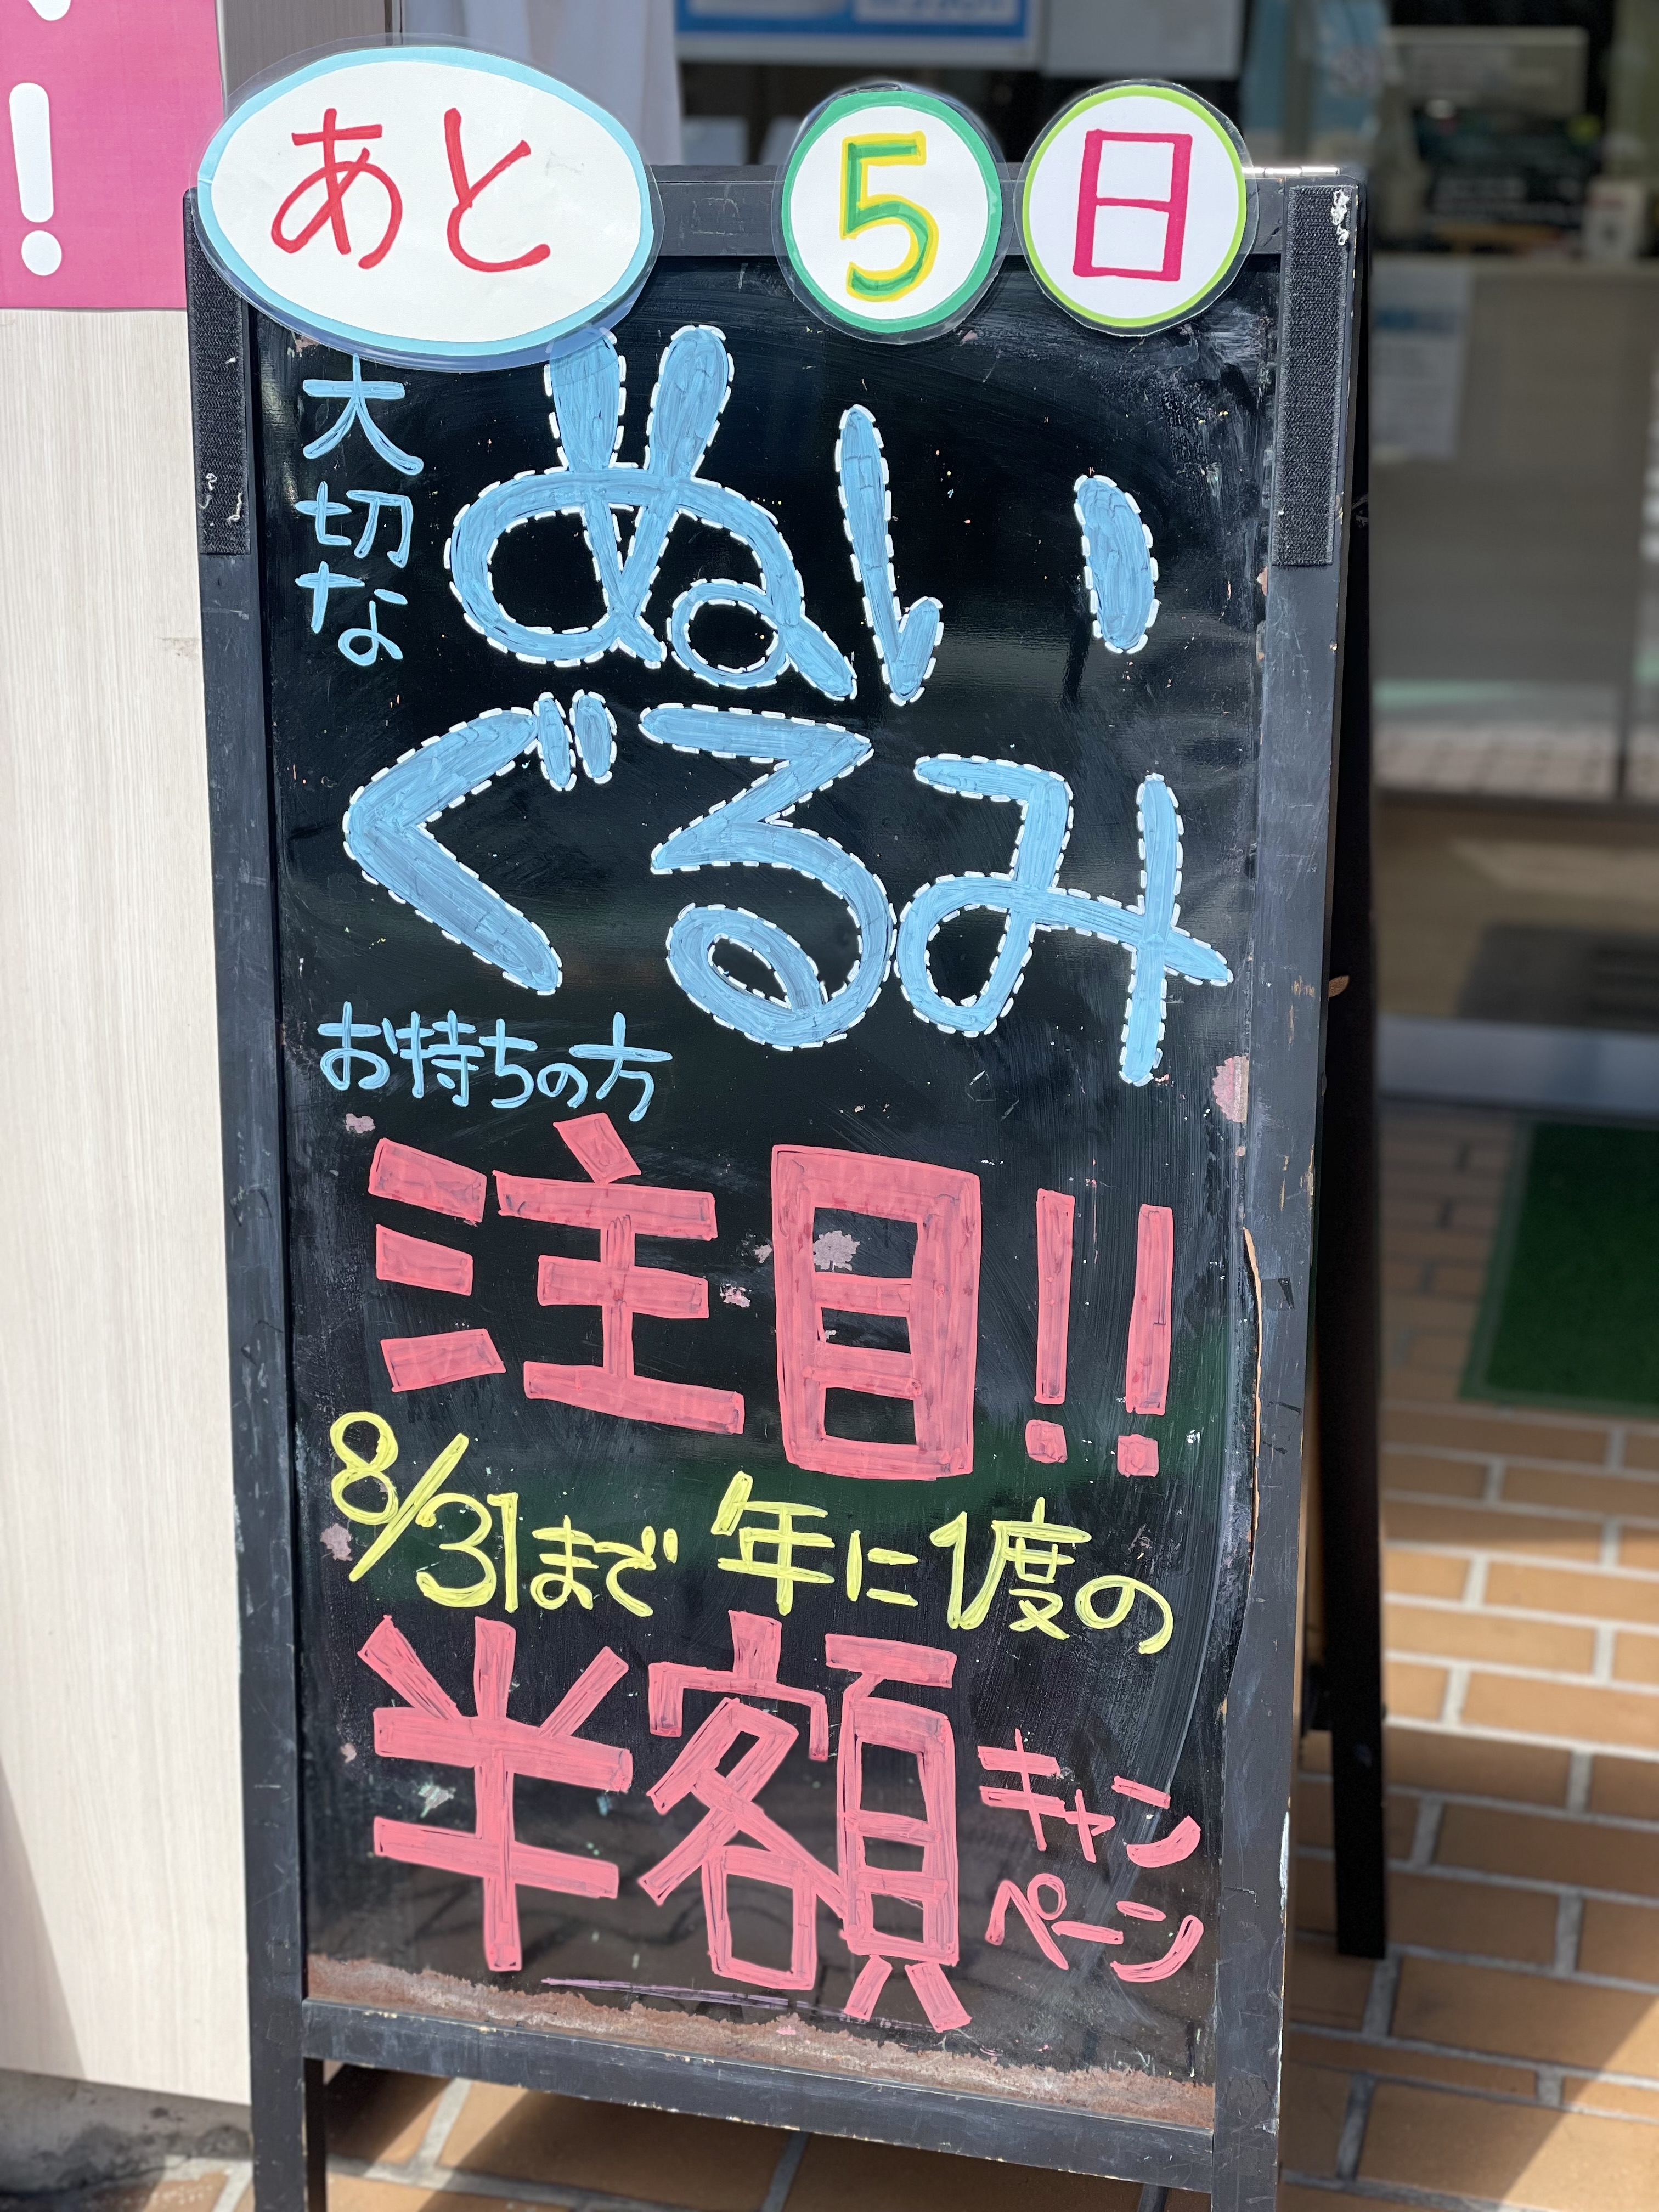 ！
あと 5 日
大切な
ぬい
ぐるみ
お持ちの方
注目!!
8/31まで 年に1度の
半額
キャン
ペーン